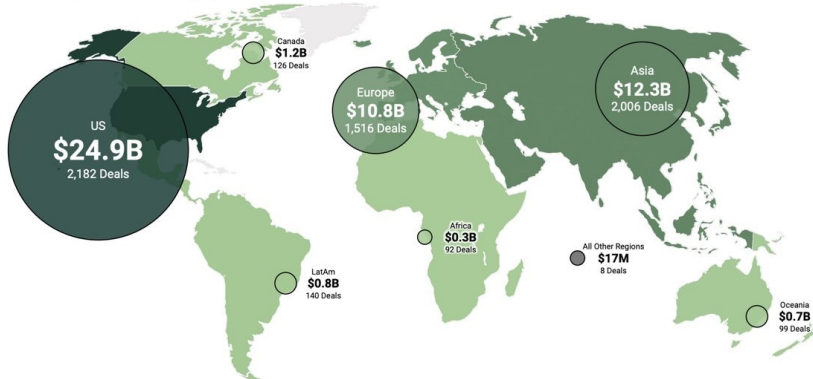 Canada
$1.2B
126 Deals
US
$24.9B
2,182 Deals
Europe
$10.8B
1,516 Deals
Asia
$12.3B
2,006 Deals
Africa
$0.3B
92 Deals
All Other Regions
$17M
8 Deals
LatAm
$0.8B
140 Deals
Oceania
$0.7B
99 Deals